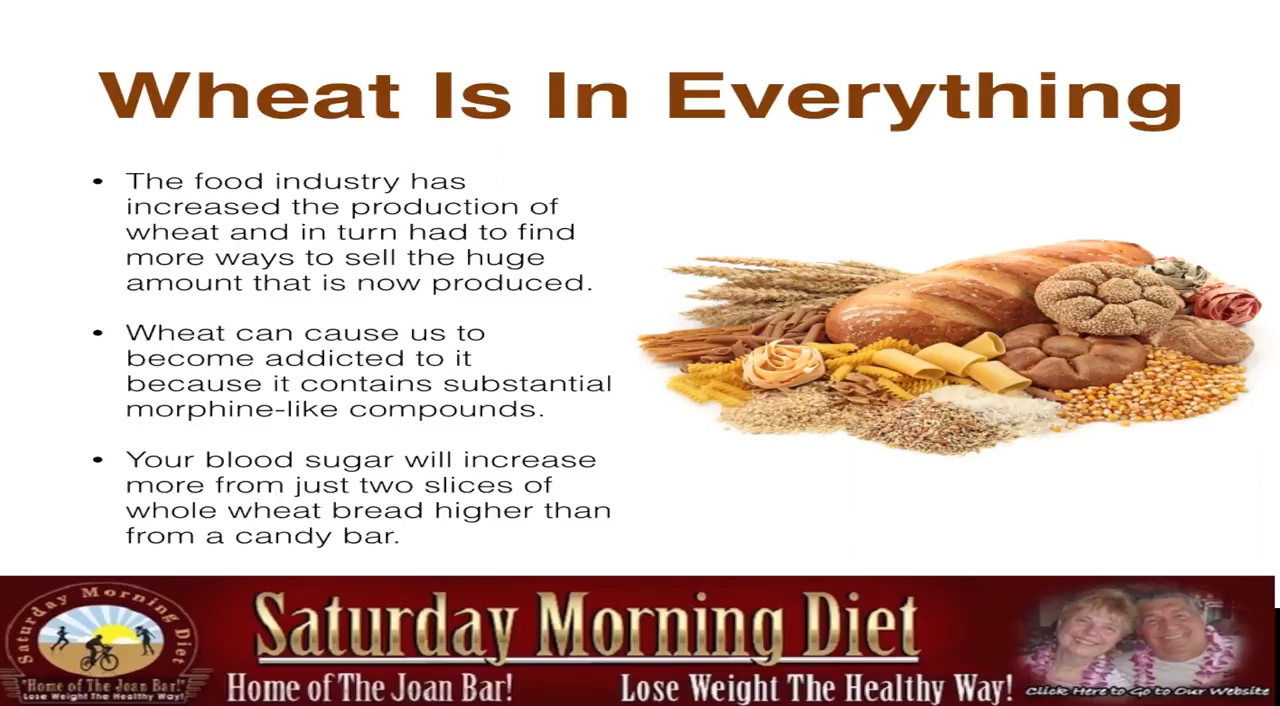 Wheat Is In Everything
• The food industry has
increased the production of
wheat and in turn had to find
more ways to sell the huge
amount that is now produced.
• Wheat can cause us to
become addicted to it
because it contains substantial
morphine-like compounds.
• Your blood sugar will increase
more from just two slices of
whole wheat bread higher than
from a candy bar.
Saturday Morning Diet
"Home of The Joan Bar!"
Lose Weight The Healthy Way!
Saturday Morning Diet
Home of The Joan Bar! Lose Weight The Healthy Way!
Click Here to Go to Our Website